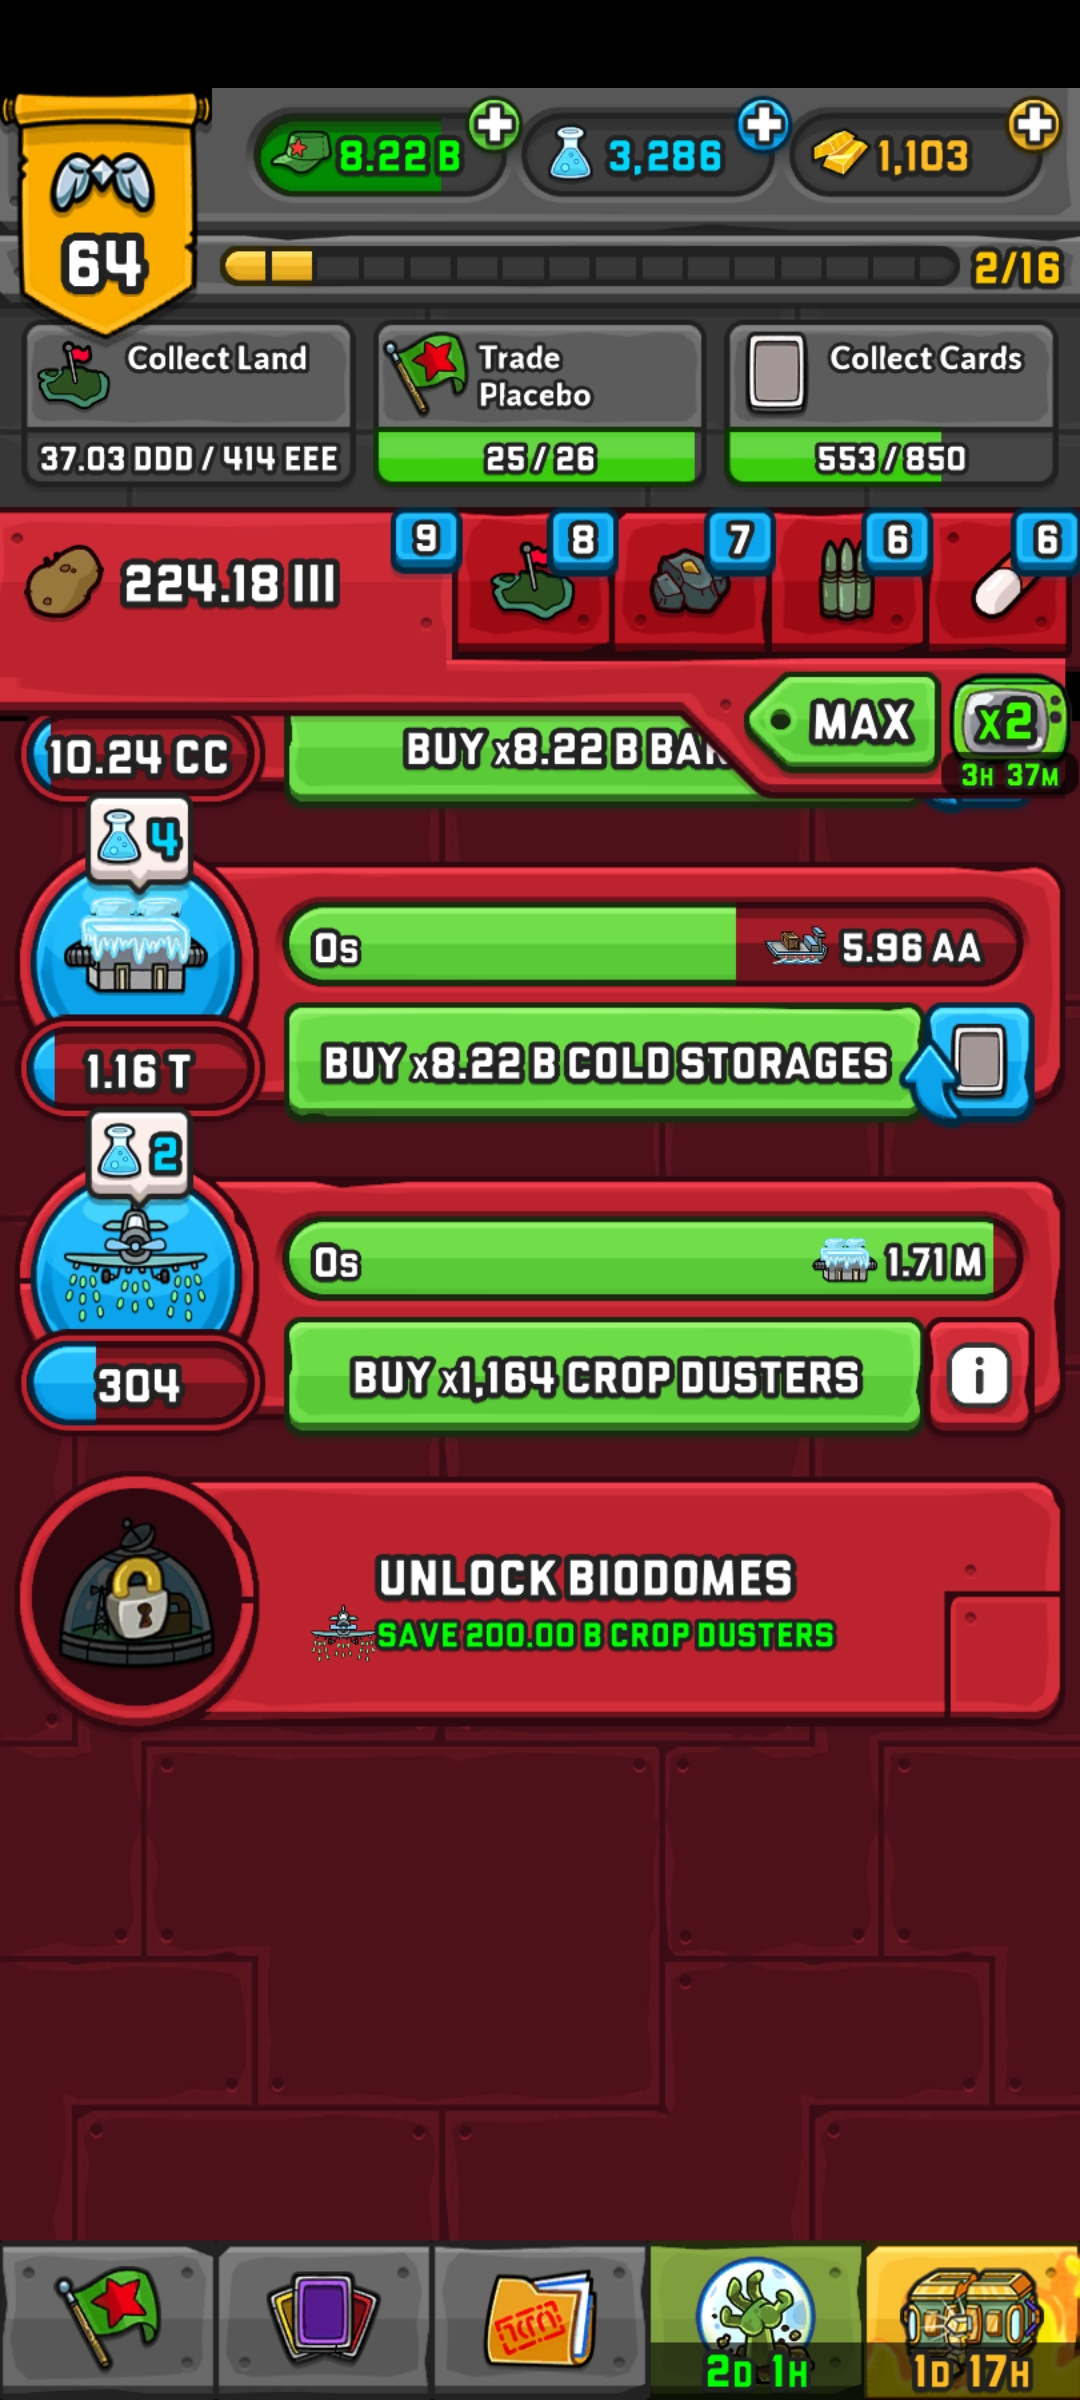 8.22 B
3,286
1,103
64
2/16
Collect Land
37.03 DDD / 414 EEE
Trade
Placebo
25 / 26
Collect Cards
553 / 850
224.18 III
9
8
7
6
6
MAX
x2
3H 37M
10.24 CC
BUY x8.22 B BA
4
0s
5.96 AA
1.16 T
BUY x8.22 B COLD STORAGES
2
0s
1.71 M
304
BUY x1,164 CROP DUSTERS
i
UNLOCK BIODOMES
SAVE 200.00 B CROP DUSTERS
2D 1H
1D 17H